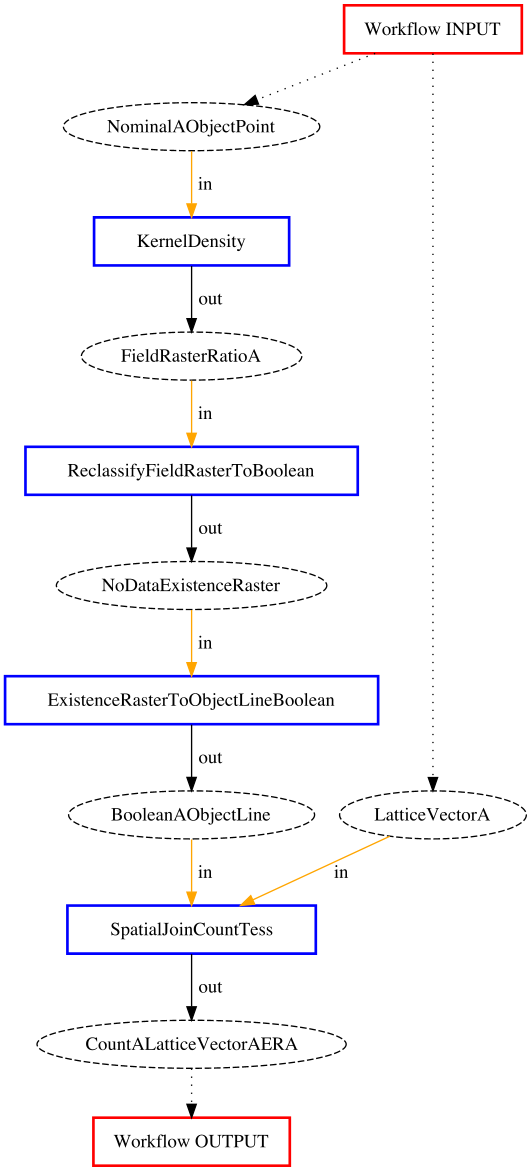 Workflow INPUT
NominalAObjectPoint
in
KernelDensity
out
FieldRasterRatioA
in
ReclassifyFieldRasterToBoolean
out
NoDataExistenceRaster
in
ExistenceRasterToObjectLineBoolean
out
BooleanAObjectLine
LatticeVectorA
in
in
SpatialJoinCountTess
out
CountALatticeVectorAERA
Workflow OUTPUT